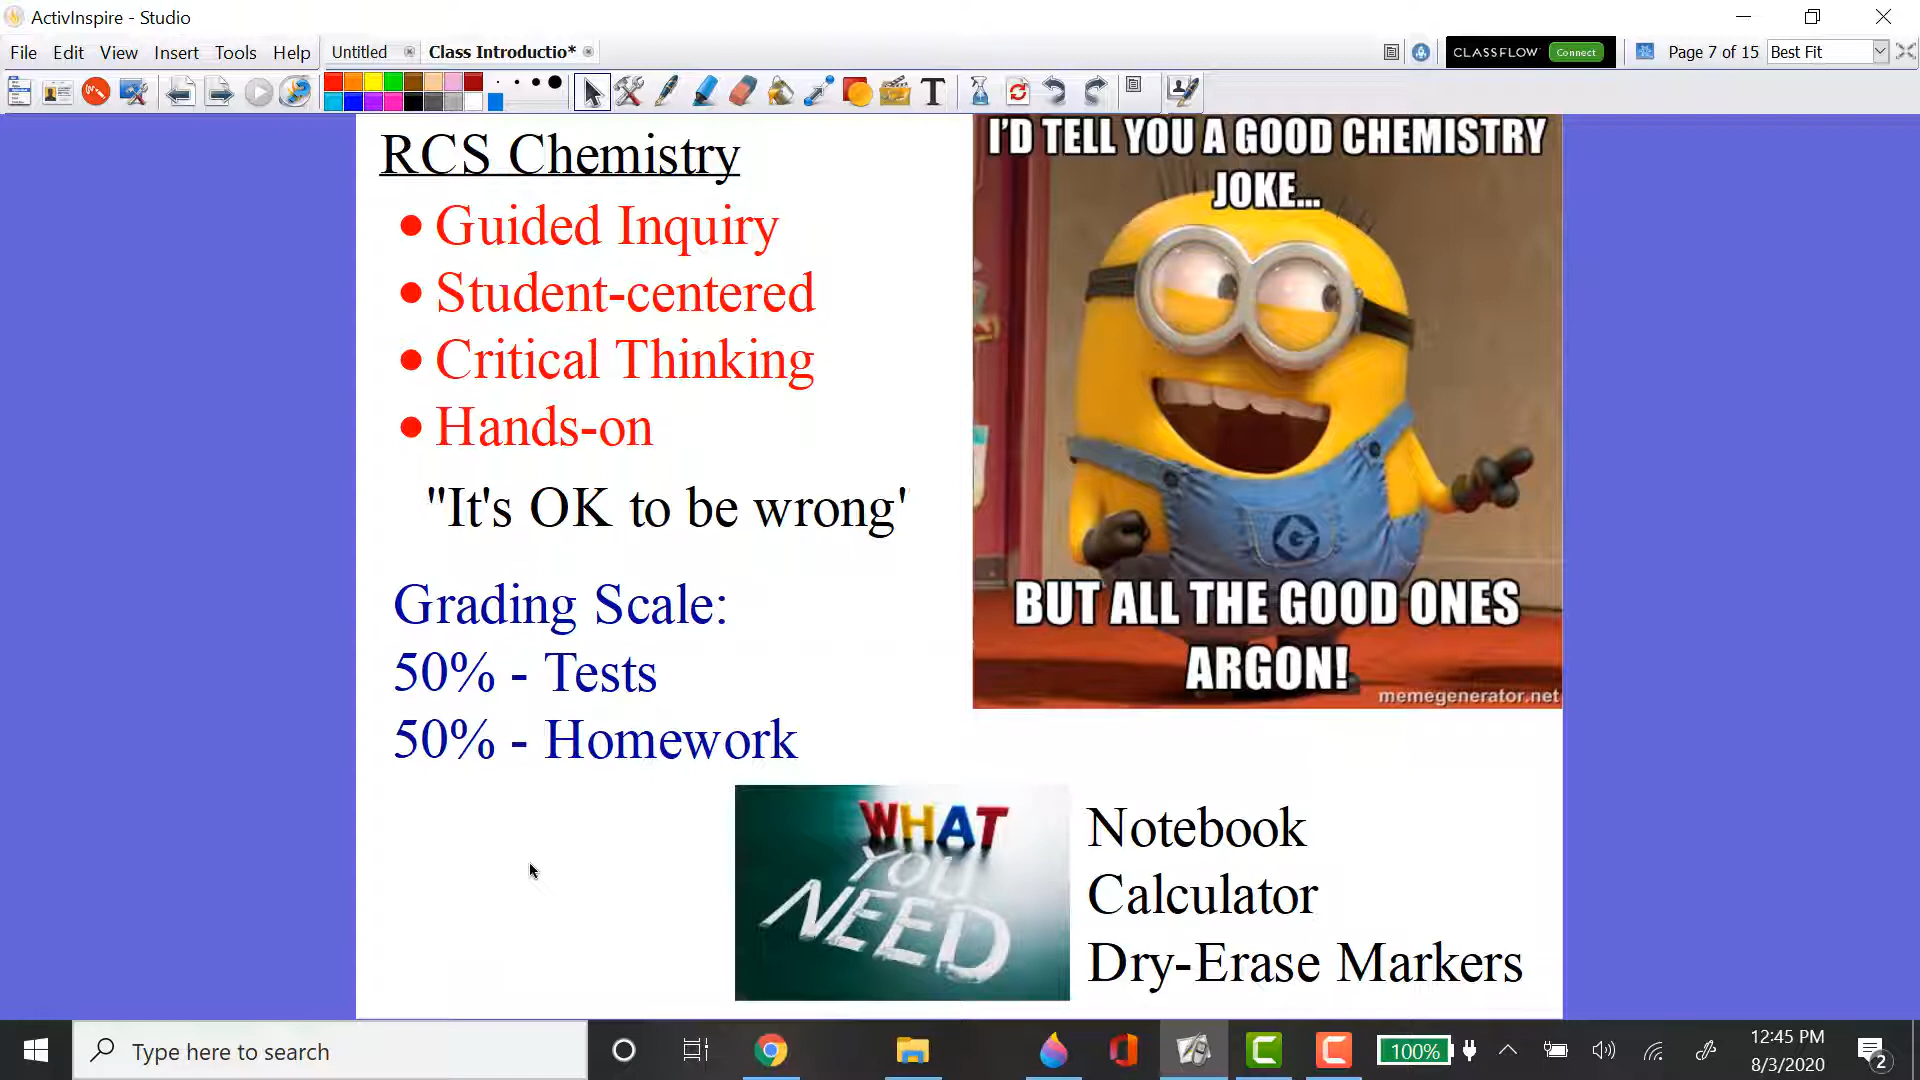 ActivInspire - Studio
File Edit View Insert Tools Help
Untitled
Class Introductio*
CLASSFLOW Connect
Page 7 of 15
Best Fit
T
RCS Chemistry
• Guided Inquiry
• Student-centered
• Critical Thinking
• Hands-on
"It's OK to be wrong'
Grading Scale:
50% - Tests
50% - Homework
I'D TELL YOU A GOOD CHEMISTRY
JOKE...
BUT ALL THE GOOD ONES
ARGON!
memegenerator.net
WHAT
YOU
NEED
Notebook
Calculator
Dry-Erase Markers
Type here to search
100%
12:45 PM
8/3/2020
2